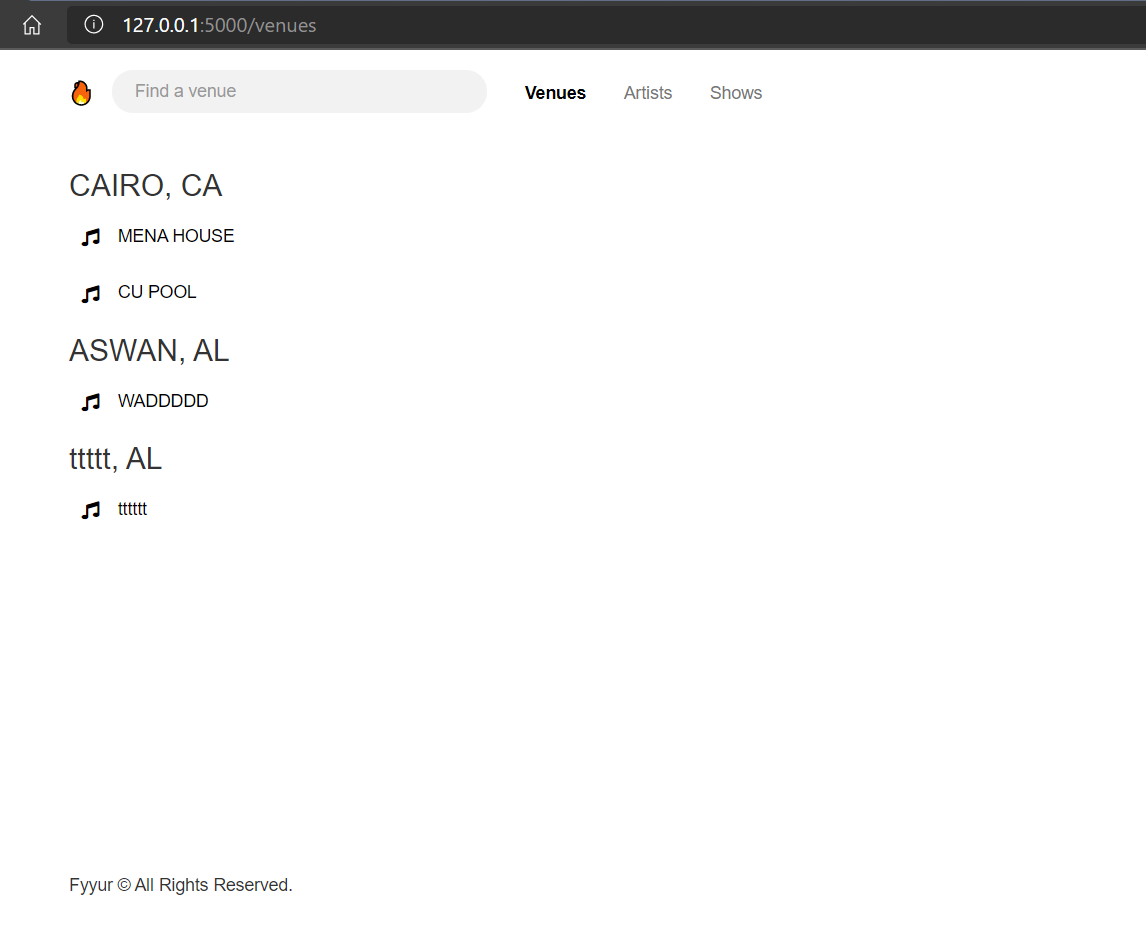 127.0.0.1:5000/venues
Find a venue Venues Artists Shows
CAIRO, CA
MENA HOUSE
CU POOL
ASWAN, AL
WADDDDD
ttttt, AL
tttttt
Fyyur © All Rights Reserved.